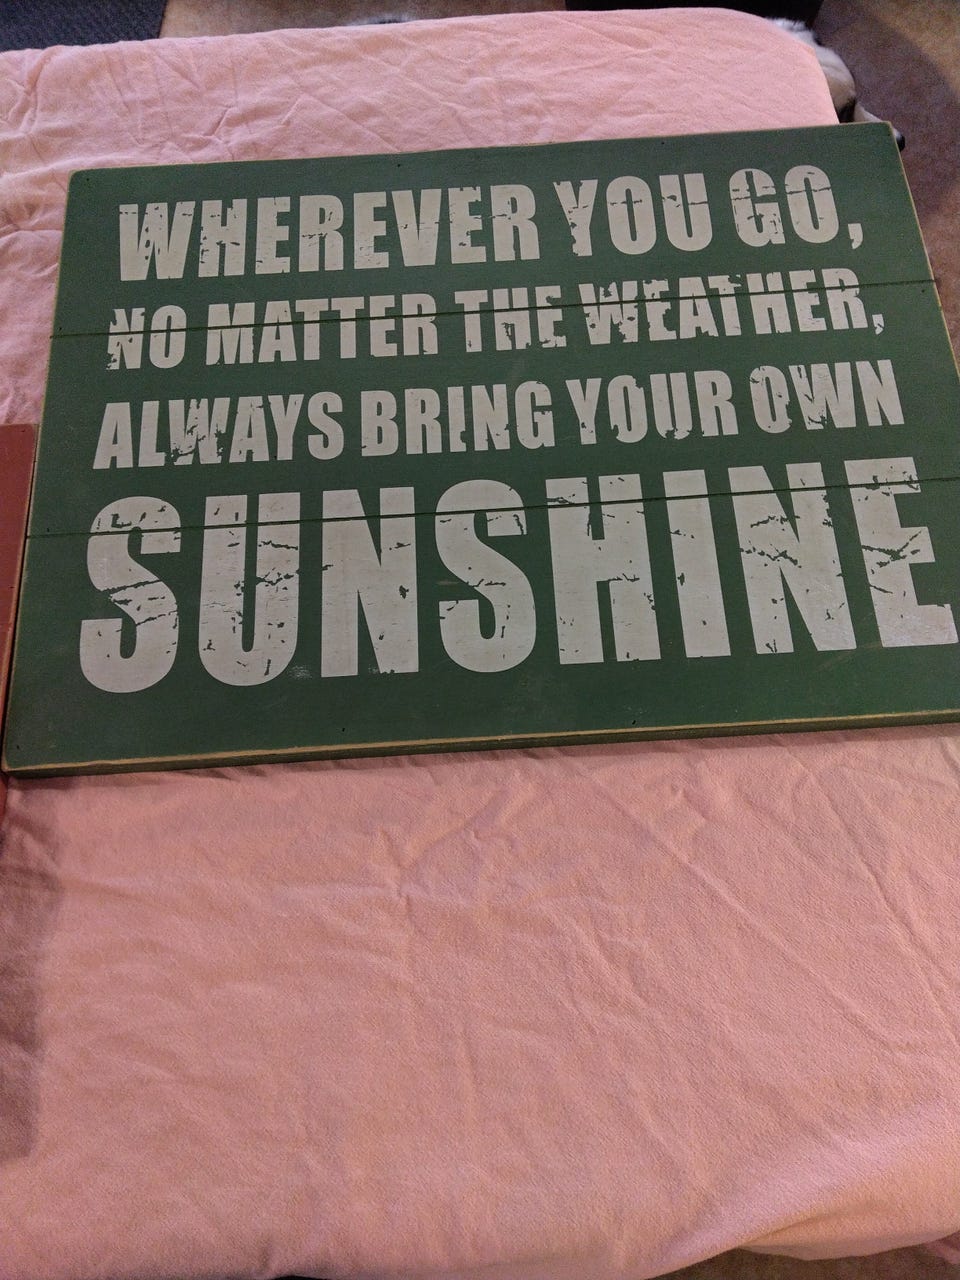 WHEREVER YOU GO,
NO MATTER THE WEATHER,
ALWAYS BRING YOUR OWN
SUNSHINE